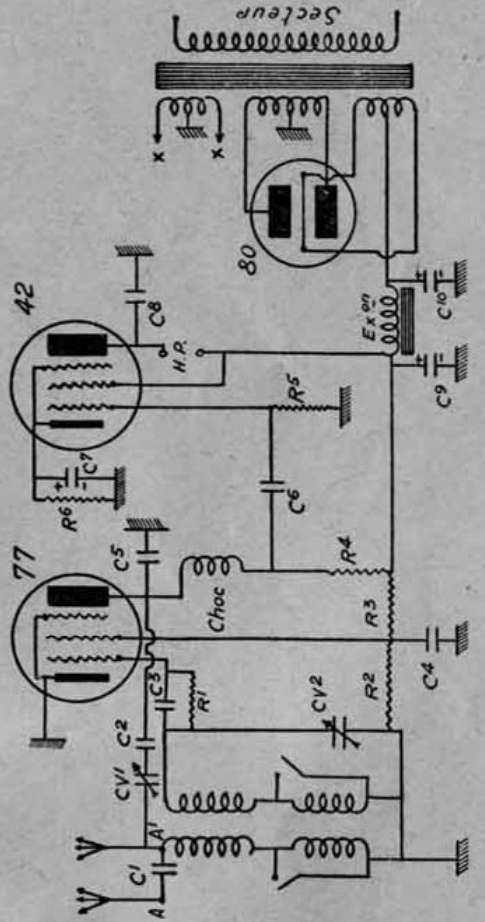 A
A'
C1
CV1
C2
C3
R1
CV2
77
C5
Choc
R2
R3
C4
R4
R6
C7
+
-
C6
R5
42
C8
H.P.
Exon
C9
+
-
C10
+
-
80
x
x
Secteur